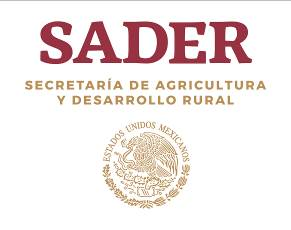 SADER
SECRETARÍA DE AGRICULTURA
Y DESARROLLO RURAL
ESTADOS UNIDOS MEXICANOS